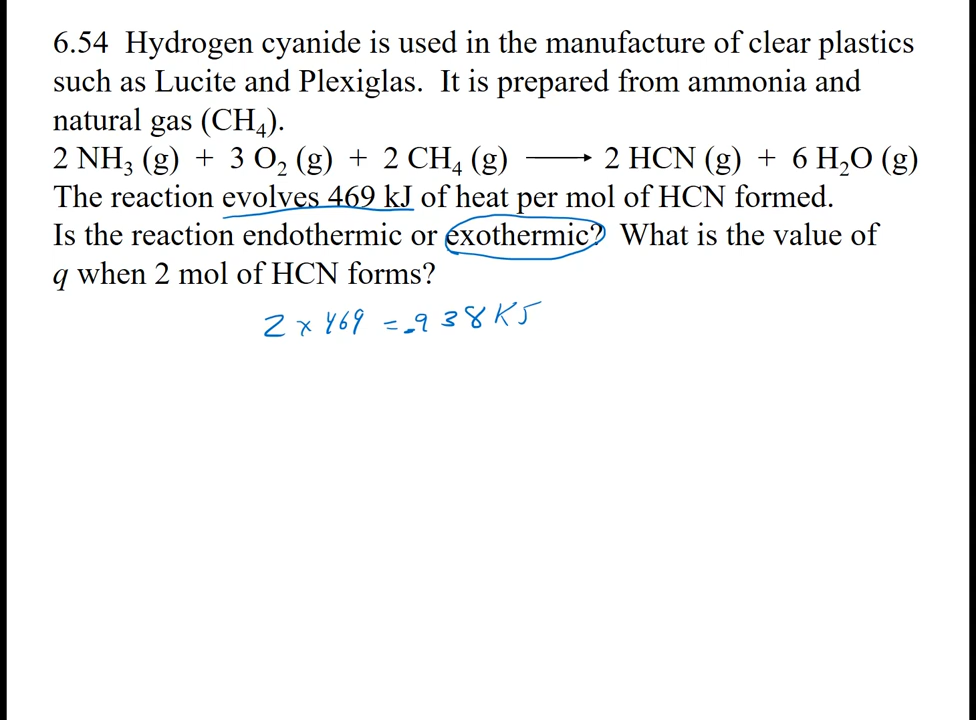 6.54 Hydrogen cyanide is used in the manufacture of clear plastics
such as Lucite and Plexiglas. It is prepared from ammonia and
natural gas (CH₄).
2 NH₃ (g) + 3 O₂ (g) + 2 CH₄ (g) ⟶ 2 HCN (g) + 6 H₂O (g)
The reaction evolves 469 kJ of heat per mol of HCN formed.
Is the reaction endothermic or exothermic? What is the value of
q when 2 mol of HCN forms?
2 × 469 = -938 KJ